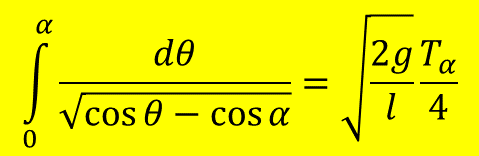 ∫₀^α dθ / √(cos θ − cos α) = √(2g / l) T_α / 4